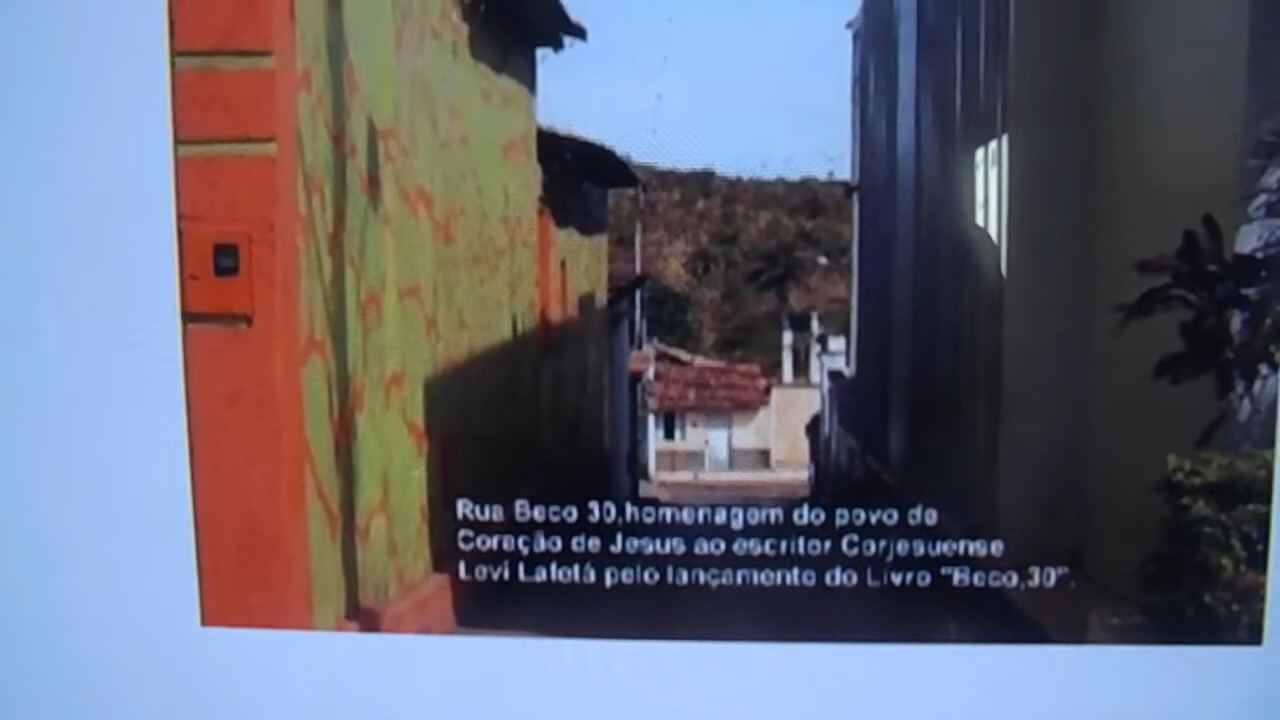 Rua Beco 30,homenagem do povo de
Coração de Jesus ao escritor Corjesuense
Levi Lafetá pelo lançamento do Livro "Beco,30".